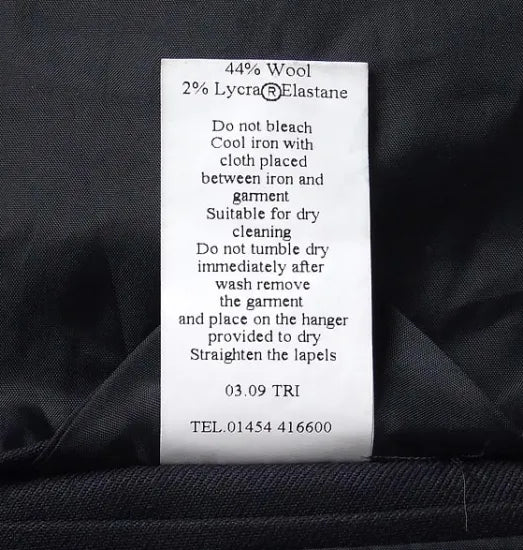 44% Wool
2% Lycra®Elastane
Do not bleach
Cool iron with
cloth placed
between iron and
garment
Suitable for dry
cleaning
Do not tumble dry
immediately after
wash remove
the garment
and place on the hanger
provided to dry
Straighten the lapels
03.09 TRI
TEL.01454 416600